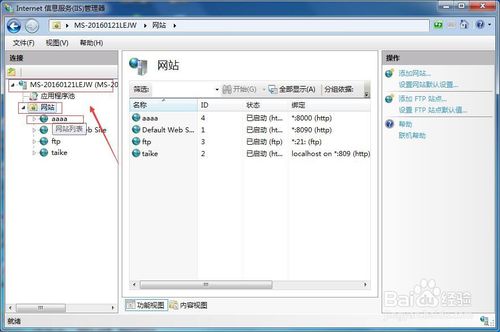 Internet 信息服务(IIS)管理器
MS-20160121LEJW ▸ 网站 ▸
文件(F) 视图(V) 帮助(H)
连接
MS-20160121LEJW (MS-20
应用程序池
网站
aaaa
b Site
网站列表
ftp
taike
网站
筛选: 开始(G) 全部显示(A) 分组依据:
名称 ID 状态 绑定
aaaa 4 已启动 (ht... *:8000 (http)
Default Web S... 1 已启动 (ht... *:8090 (http)
ftp 3 已启动 (ht... *:21: (ftp)
taike 2 已启动 (ht... localhost on *:809 (http)
功能视图 内容视图
操作
添加网站...
设置网站默认设置...
添加 FTP 站点...
设置 FTP 站点默认值...
帮助
联机帮助
就绪
Baidu 经验